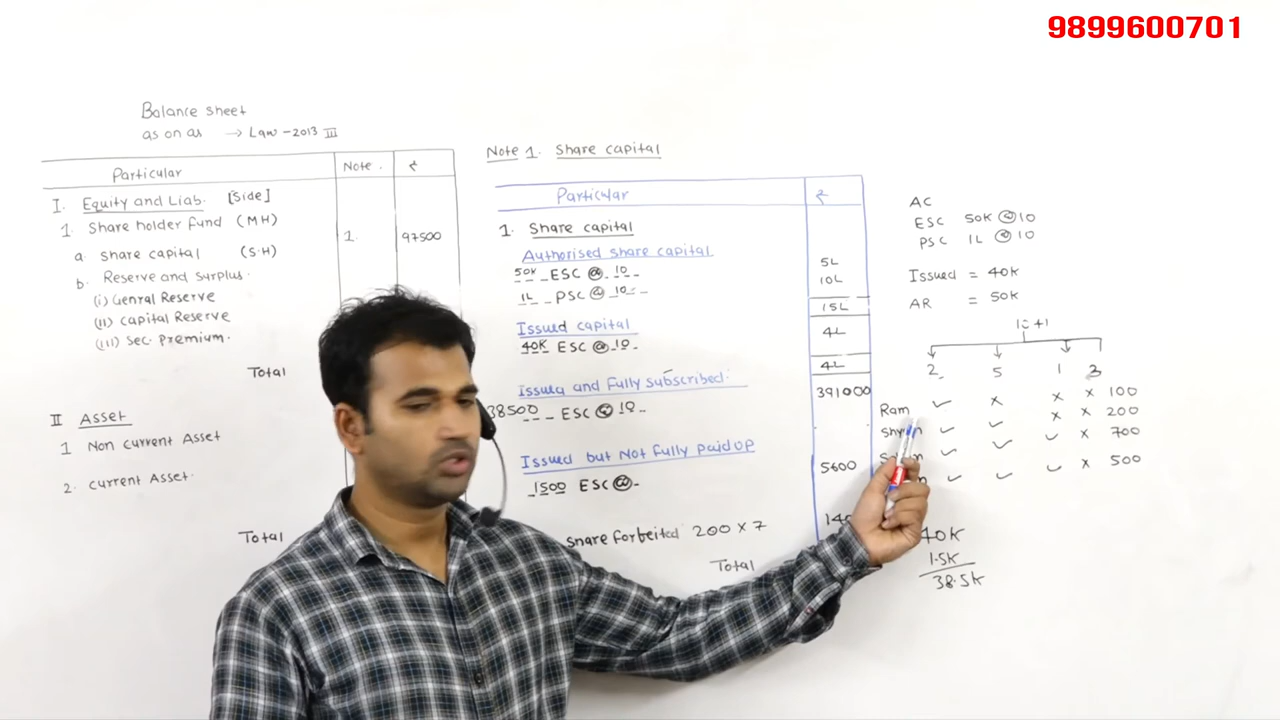 9899600701
Balance sheet
as on as → Law-2013 III
Particular Note. ₹
I. Equity and Liab. [Side]
1. Share holder fund (MH)
a. share capital (S.H) 1. 97500
b. Reserve and surplus.
(i) Genral Reserve
(ii) Capital Reserve
(iii) Sec. Premium.
Total
II Asset
1 Non current Asset
2. current Asset.
Total
Note 1. Share capital
Particular ₹
1. Share capital
Authorised share capital
50K ESC @ 10 5L
1L PSC @ 10 10L
15L
Issued capital
40K ESC @ 10 4L
4L
Issued and Fully subscribed: 391000
38500 ESC @ 10
Issued but Not Fully paid up
1500 ESC @ 5600
share forbeited 200 x 7
Total
AC
ESC 50K @ 10
PSC 1L @ 10
Issued = 40K
AR = 50K
2 5 1 3
Ram ✓ x x x 100
✓ ✓ x x 200
✓ ✓ ✓ x 700
✓ ✓ ✓ x 500
40K
1.5K
38.5K